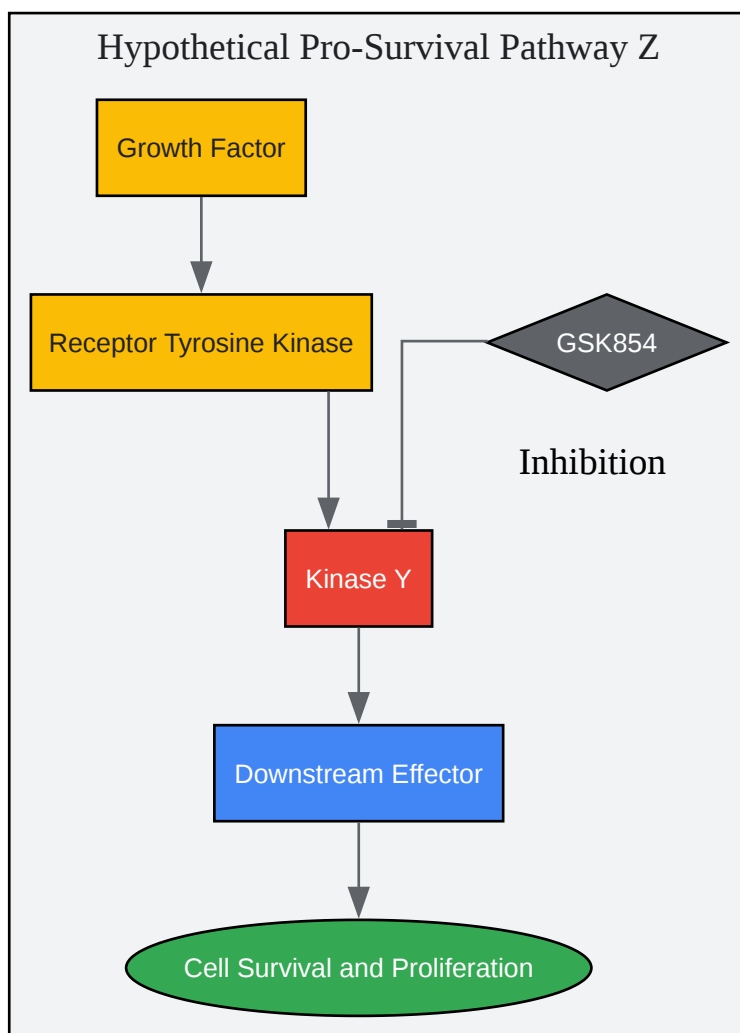 Hypothetical Pro-Survival Pathway Z
Growth Factor
Receptor Tyrosine Kinase
GSK854
Inhibition
Kinase Y
Downstream Effector
Cell Survival and Proliferation